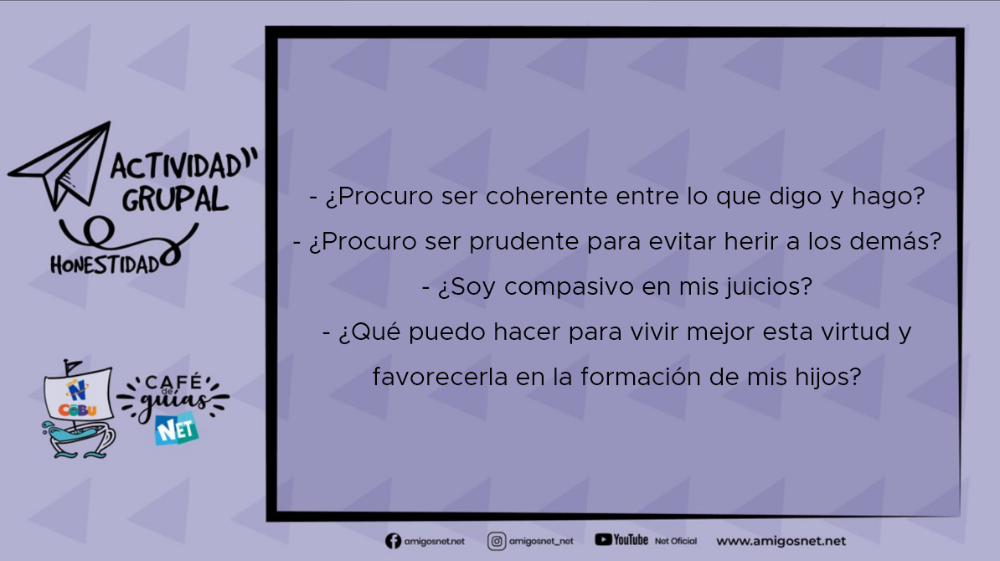 ACTIVIDAD"
GRUPAL
HONESTIDAD
- ¿Procuro ser coherente entre lo que digo y hago?
- ¿Procuro ser prudente para evitar herir a los demás?
- ¿Soy compasivo en mis juicios?
- ¿Qué puedo hacer para vivir mejor esta virtud y
favorecerla en la formación de mis hijos?
N
COBU
CAFÉ
de
guías
NET
amigosnet.net
amigosnet_net
YouTube Net Oficial
www.amigosnet.net